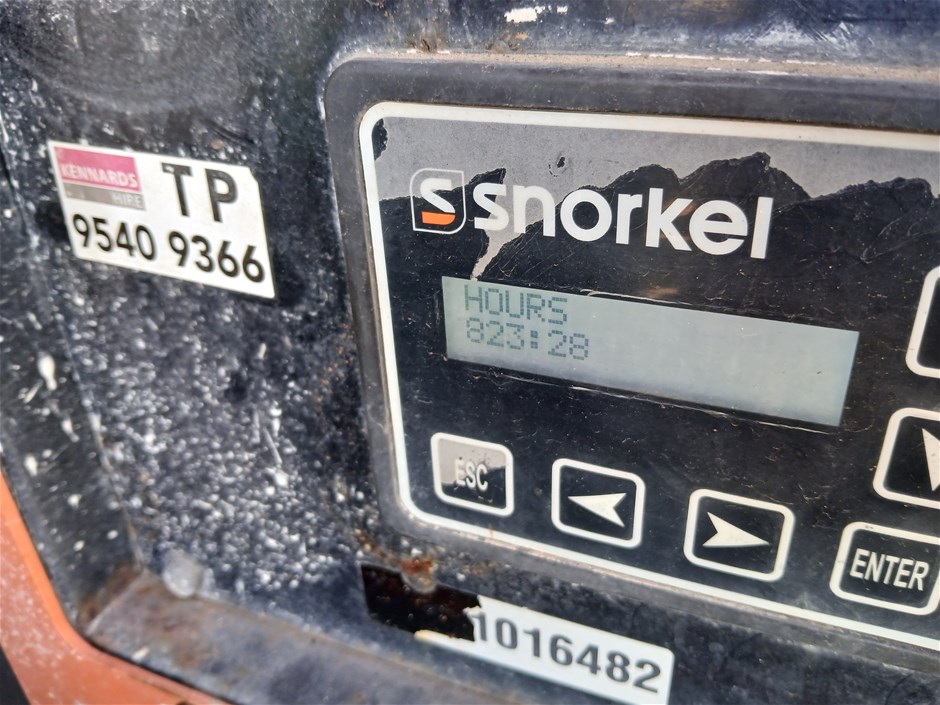 KENNARDS
HIRE
TP
9540 9366
snorkel
HOURS
823:28
ESC
ENTER
1016482